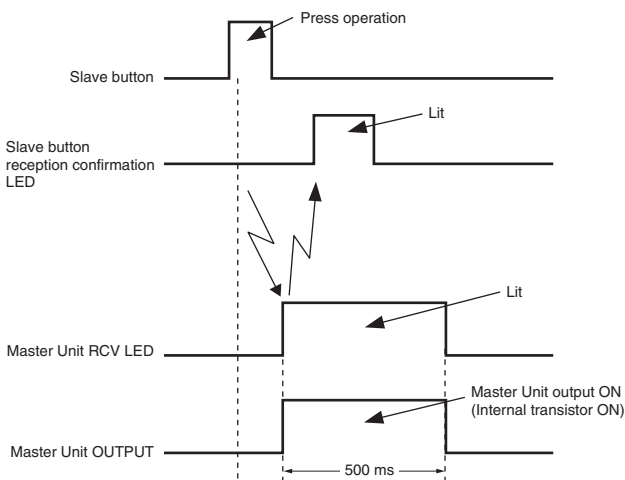 Press operation
Slave button
Lit
Slave button
reception confirmation
LED
Lit
Master Unit RCV LED
Master Unit output ON
(Internal transistor ON)
Master Unit OUTPUT
500 ms